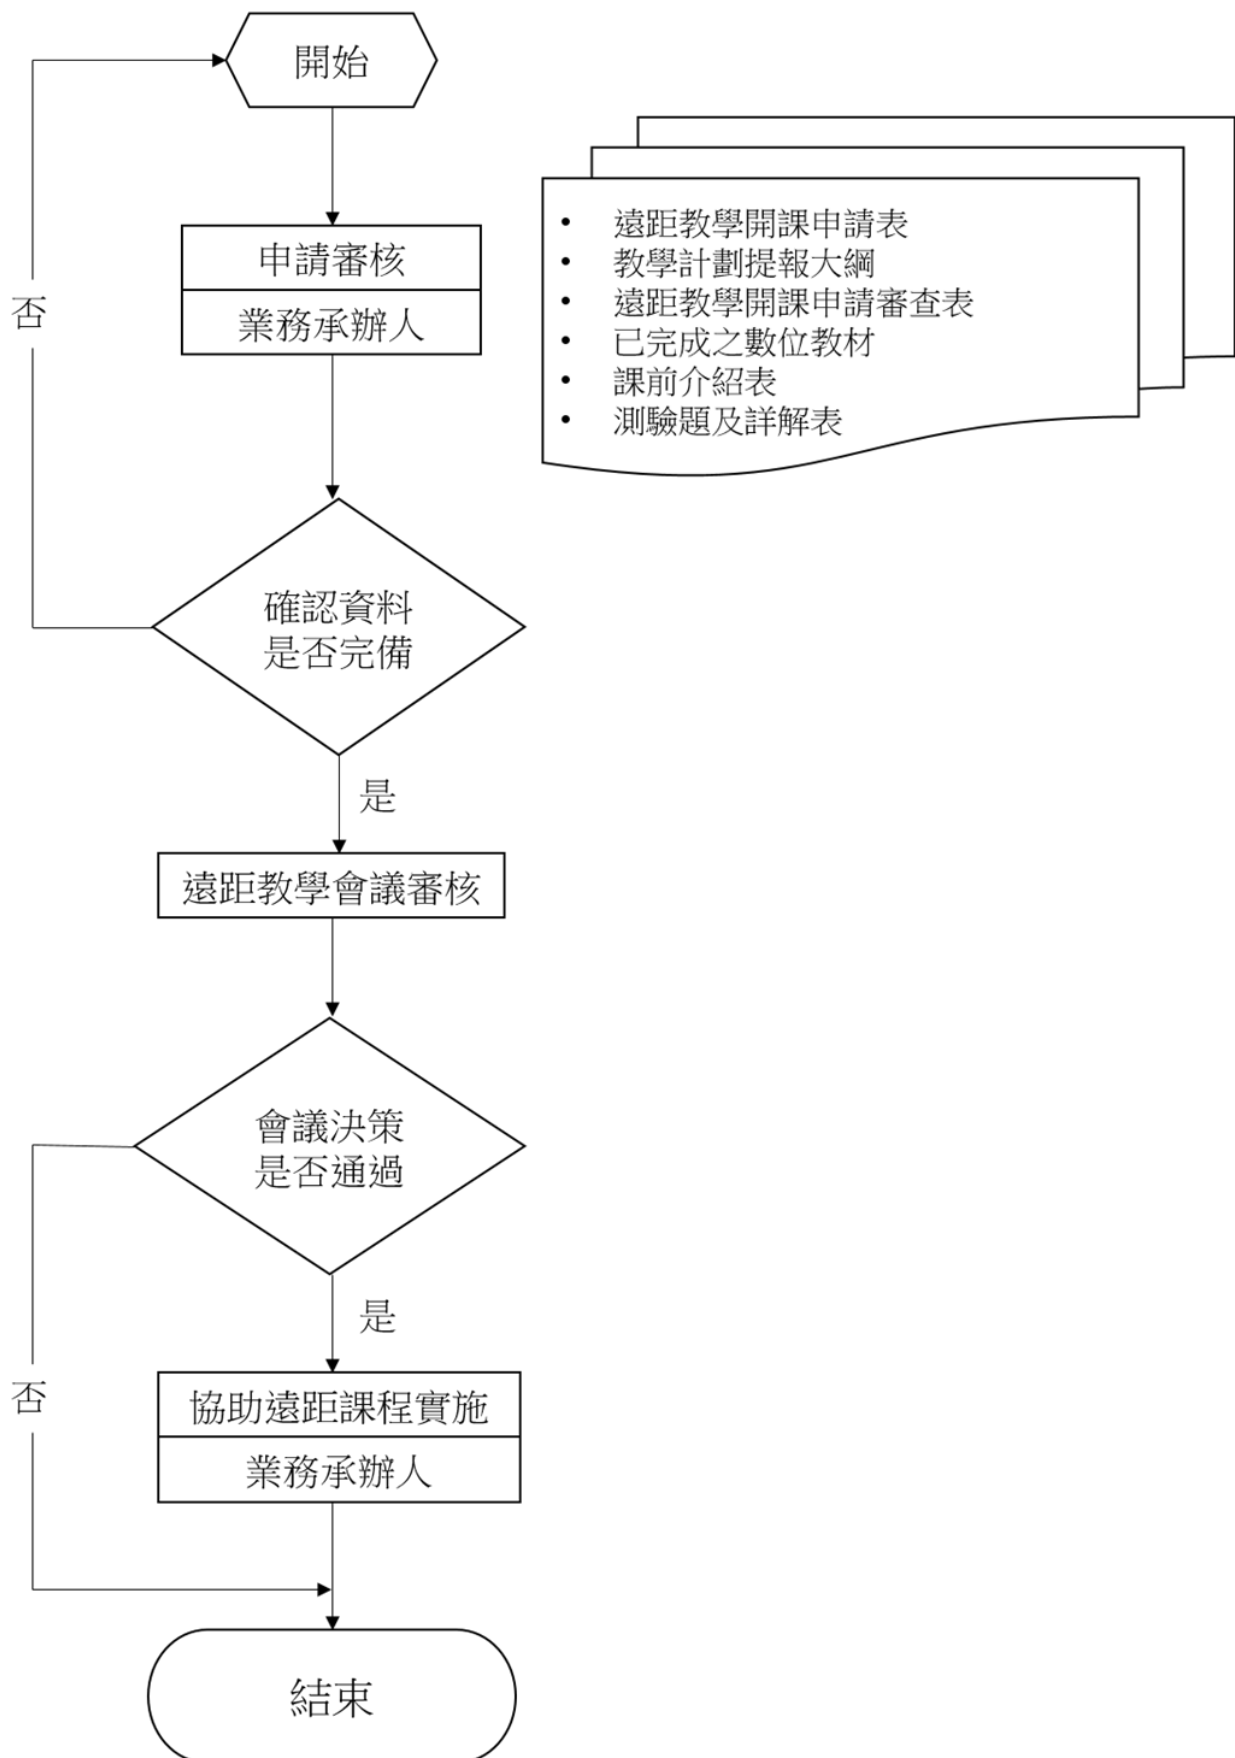 開始
申請審核
業務承辦人
• 遠距教學開課申請表
• 教學計劃提報大綱
• 遠距教學開課申請審查表
• 已完成之數位教材
• 課前介紹表
• 測驗題及詳解表
否
確認資料
是否完備
是
遠距教學會議審核
會議決策
是否通過
是
否
協助遠距課程實施
業務承辦人
結束